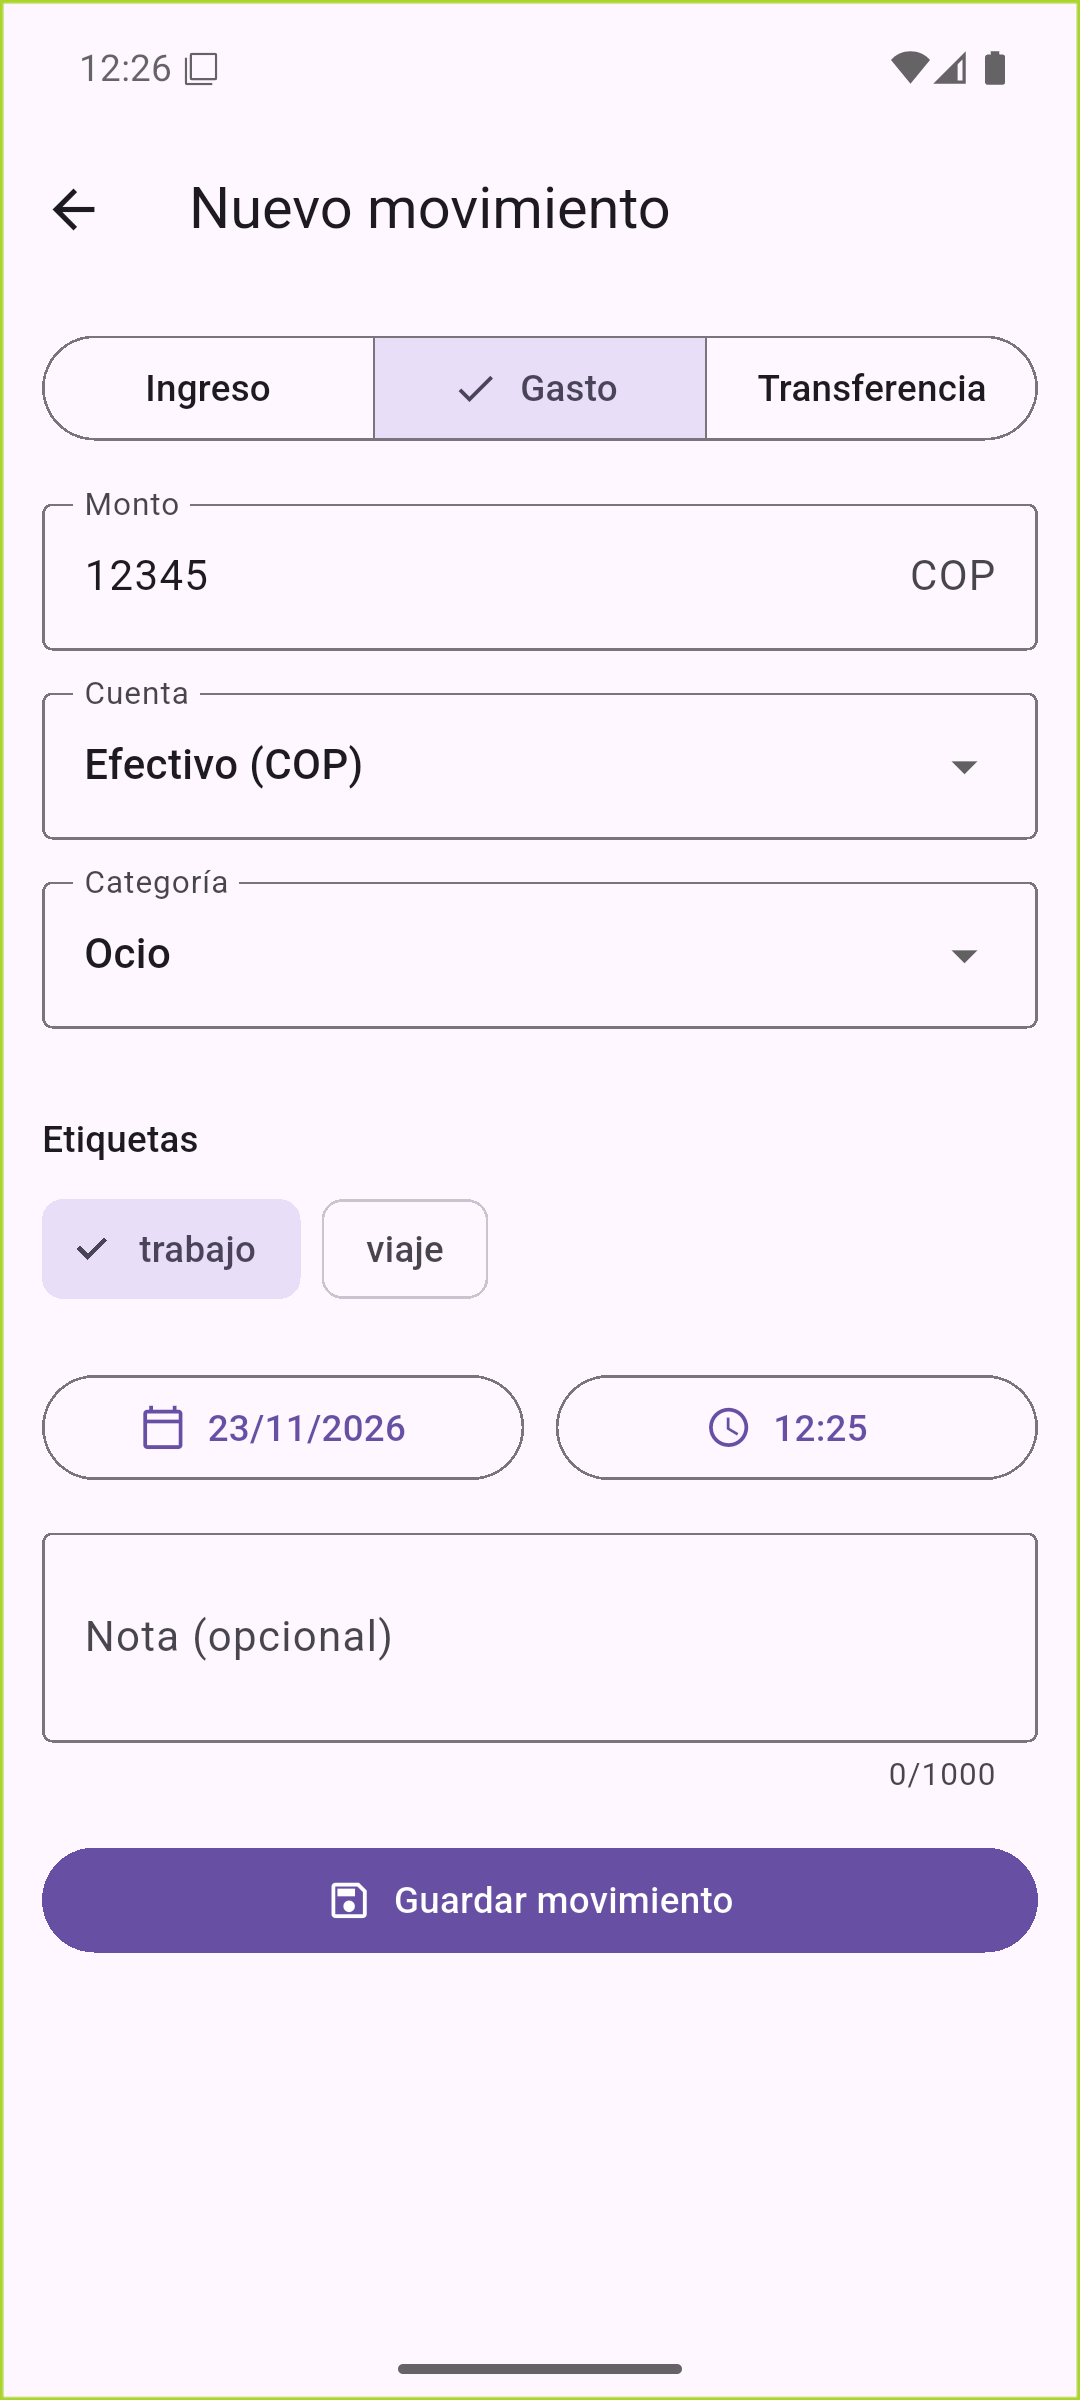 12:26
Nuevo movimiento
Ingreso Gasto Transferencia
Monto
12345 COP
Cuenta
Efectivo (COP)
Categoría
Ocio
Etiquetas
trabajo viaje
23/11/2026 12:25
Nota (opcional)
0/1000
Guardar movimiento